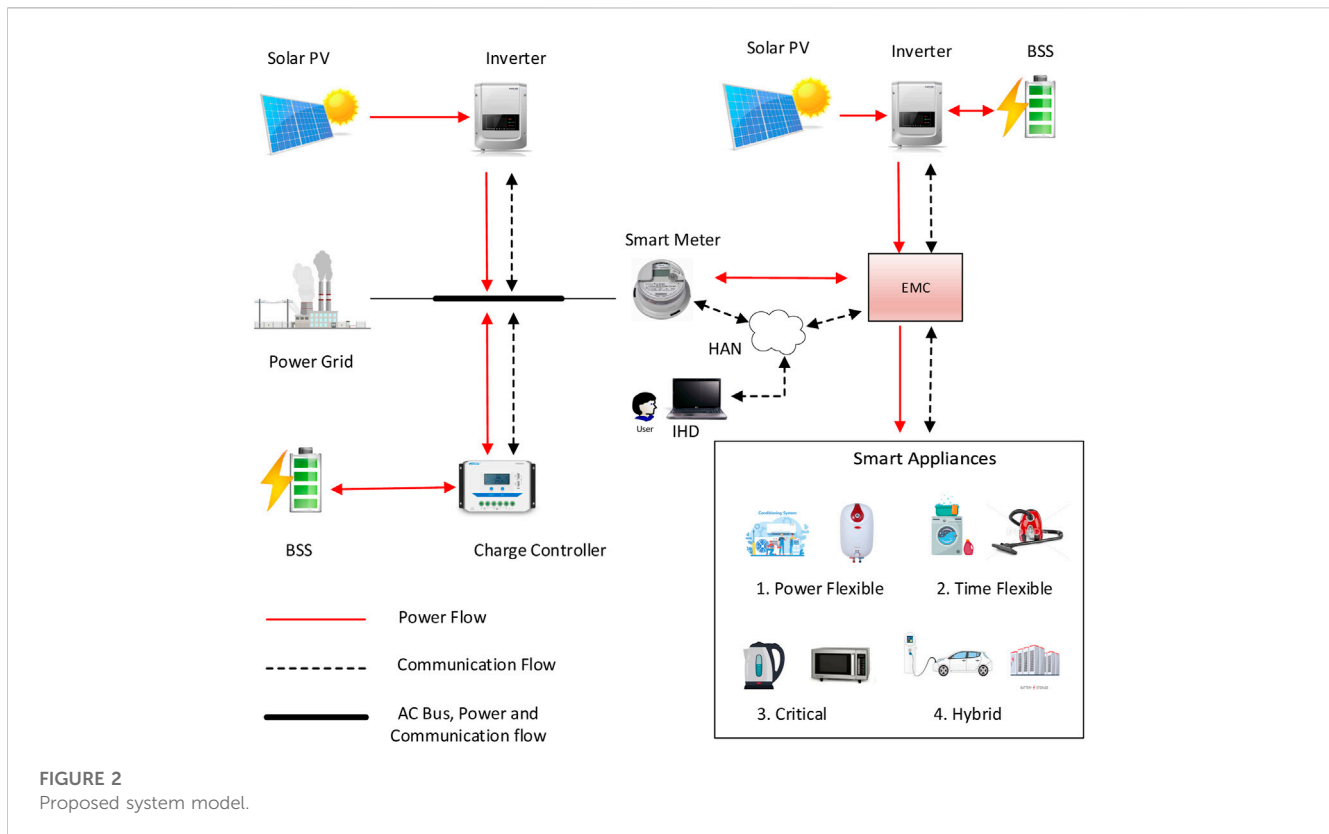 Solar PV
Inverter
Solar PV
Inverter
BSS
Smart Meter
EMC
Power Grid
HAN
User
IHD
BSS
Charge Controller
Smart Appliances
Conditioning System
1. Power Flexible
2. Time Flexible
3. Critical
4. Hybrid
Power Flow
Communication Flow
AC Bus, Power and
Communication flow
FIGURE 2
Proposed system model.